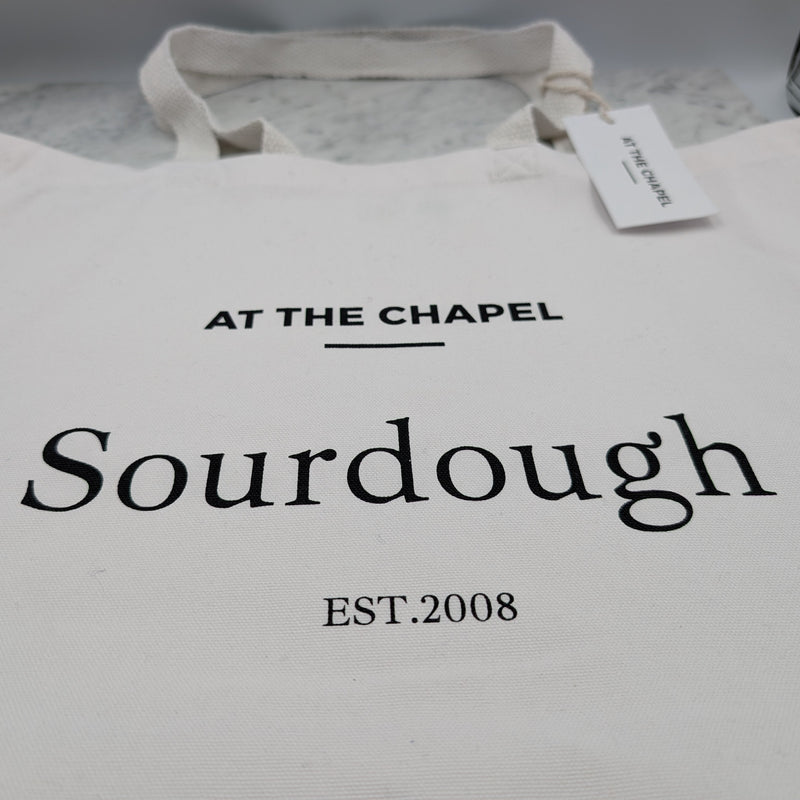 AT THE CHAPEL
AT THE CHAPEL
Sourdough
EST.2008